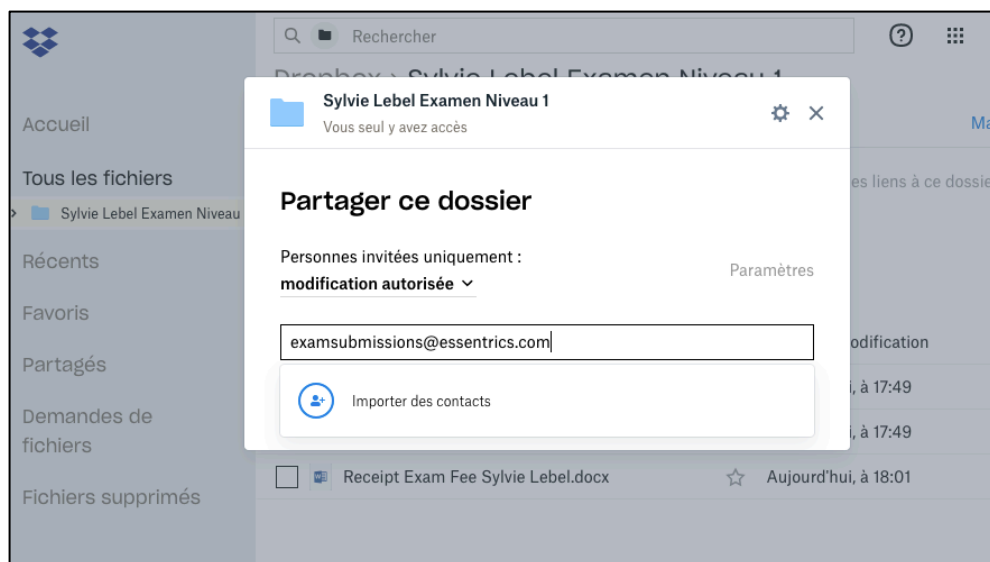 Rechercher
Dropbox › Sylvie Lebel Examen Niveau 1
Sylvie Lebel Examen Niveau 1
Vous seul y avez accès
Accueil
Ma
Tous les fichiers
es liens à ce dossie
Sylvie Lebel Examen Niveau
Partager ce dossier
Personnes invitées uniquement :
modification autorisée
Paramètres
Récents
Favoris
examsubmissions@essentrics.com
odification
Partagés
Importer des contacts
i, à 17:49
Demandes de
fichiers
i, à 17:49
Receipt Exam Fee Sylvie Lebel.docx
Aujourd'hui, à 18:01
Fichiers supprimés